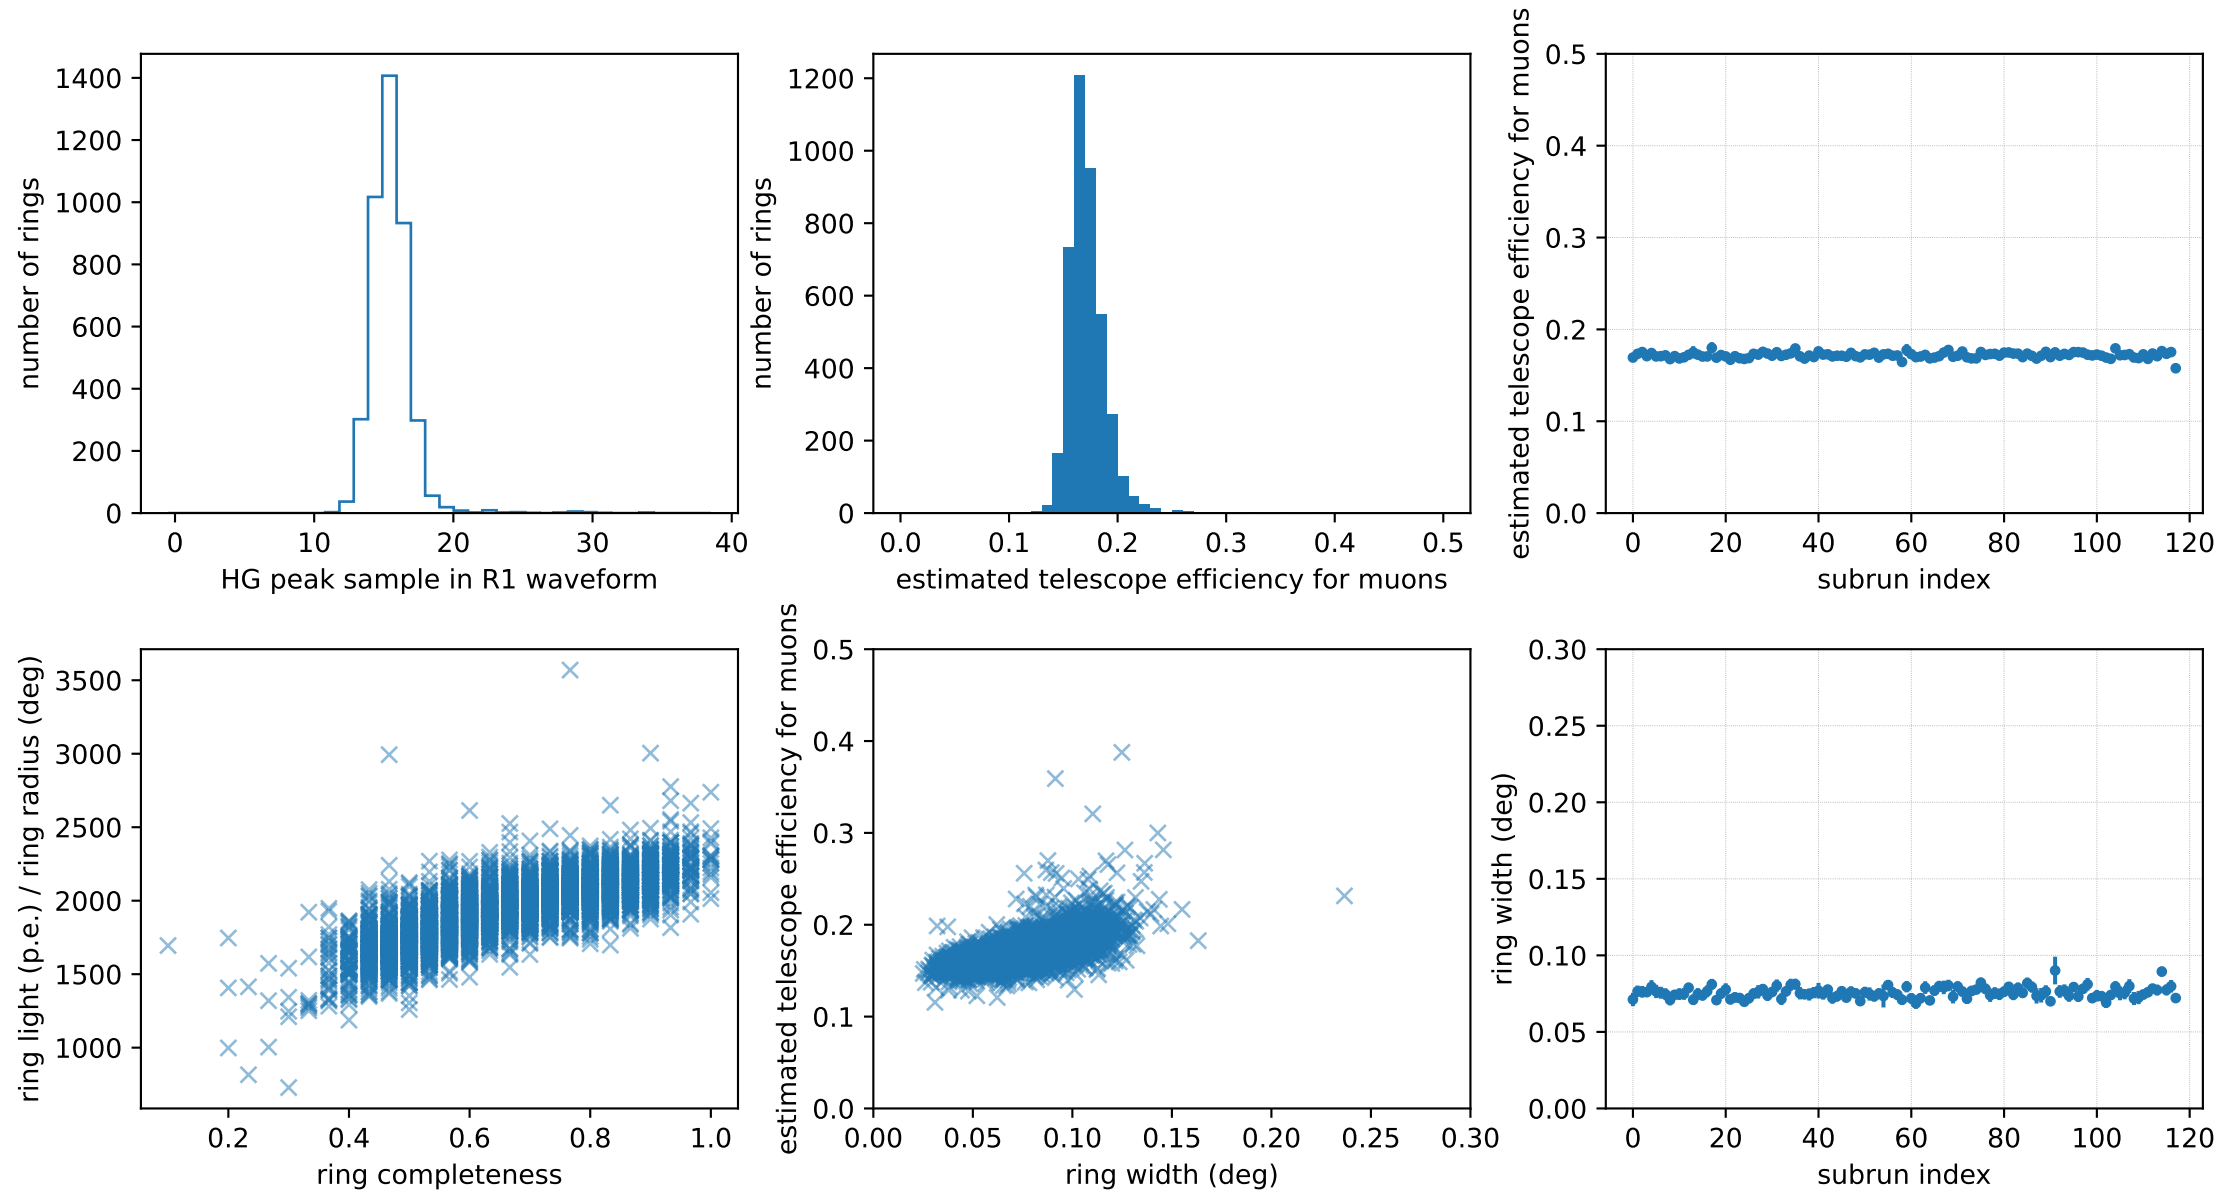 number of rings
1400
1200
1000
800
600
400
200
0
0 10 20 30 40
HG peak sample in R1 waveform
number of rings
1200
1000
800
600
400
200
0
0.0 0.1 0.2 0.3 0.4 0.5
estimated telescope efficiency for muons
estimated telescope efficiency for muons
0.5
0.4
0.3
0.2
0.1
0.0
0 20 40 60 80 100 120
subrun index
ring light (p.e.) / ring radius (deg)
3500
3000
2500
2000
1500
1000
0.2 0.4 0.6 0.8 1.0
ring completeness
estimated telescope efficiency for muons
0.5
0.4
0.3
0.2
0.1
0.0
0.00 0.05 0.10 0.15 0.20 0.25 0.30
ring width (deg)
ring width (deg)
0.30
0.25
0.20
0.15
0.10
0.05
0.00
0 20 40 60 80 100 120
subrun index